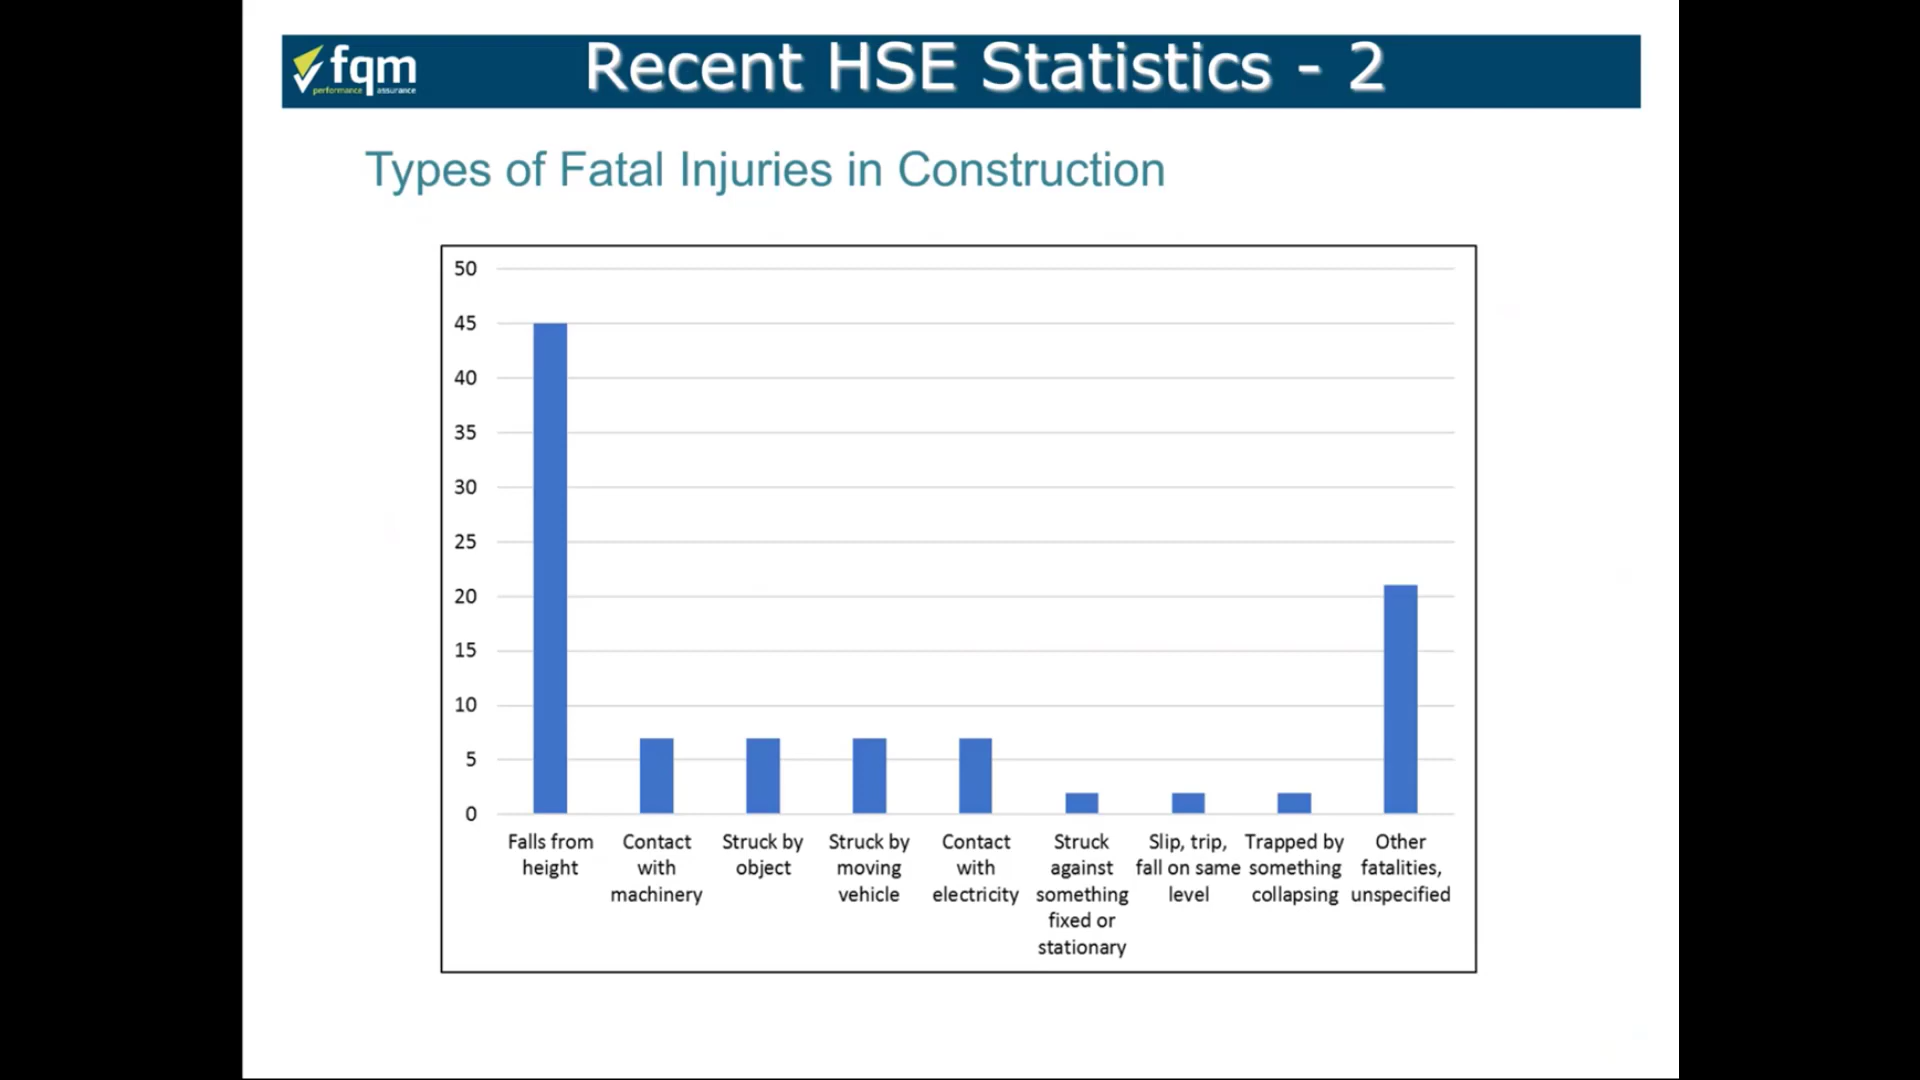 fqm
performance assurance
Recent HSE Statistics - 2
Types of Fatal Injuries in Construction
50
45
40
35
30
25
20
15
10
5
0
Falls from
height
Contact
with
machinery
Struck by
object
Struck by
moving
vehicle
Contact
with
electricity
Struck
against
something
fixed or
stationary
Slip, trip,
fall on same
level
Trapped by
something
collapsing
Other
fatalities,
unspecified